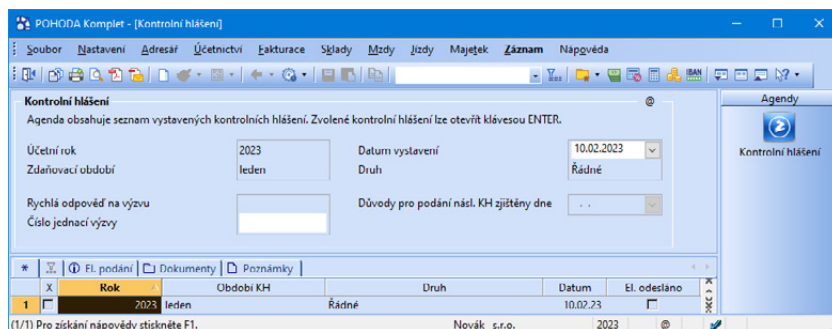 POHODA Komplet - [Kontrolní hlášení]
Soubor Nastavení Adresář Účetnictví Fakturace Sklady Mzdy Jízdy Majetek Záznam Nápověda
IBAN
Kontrolní hlášení @
Agenda obsahuje seznam vystavených kontrolních hlášení. Zvolené kontrolní hlášení lze otevřít klávesou ENTER.
Účetní rok 2023 Datum vystavení 10.02.2023
Zdaňovací období leden Druh Řádné
Rychlá odpověď na výzvu Důvody pro podání násl. KH zjištěny dne . .
Číslo jednací výzvy
Agendy
2
Kontrolní hlášení
* El. podání Dokumenty Poznámky
X Rok Období KH Druh Datum El. odesláno
1 2023 leden Řádné 10.02.23
(1/1) Pro získání nápovědy stiskněte F1. Novák s.r.o. 2023 @